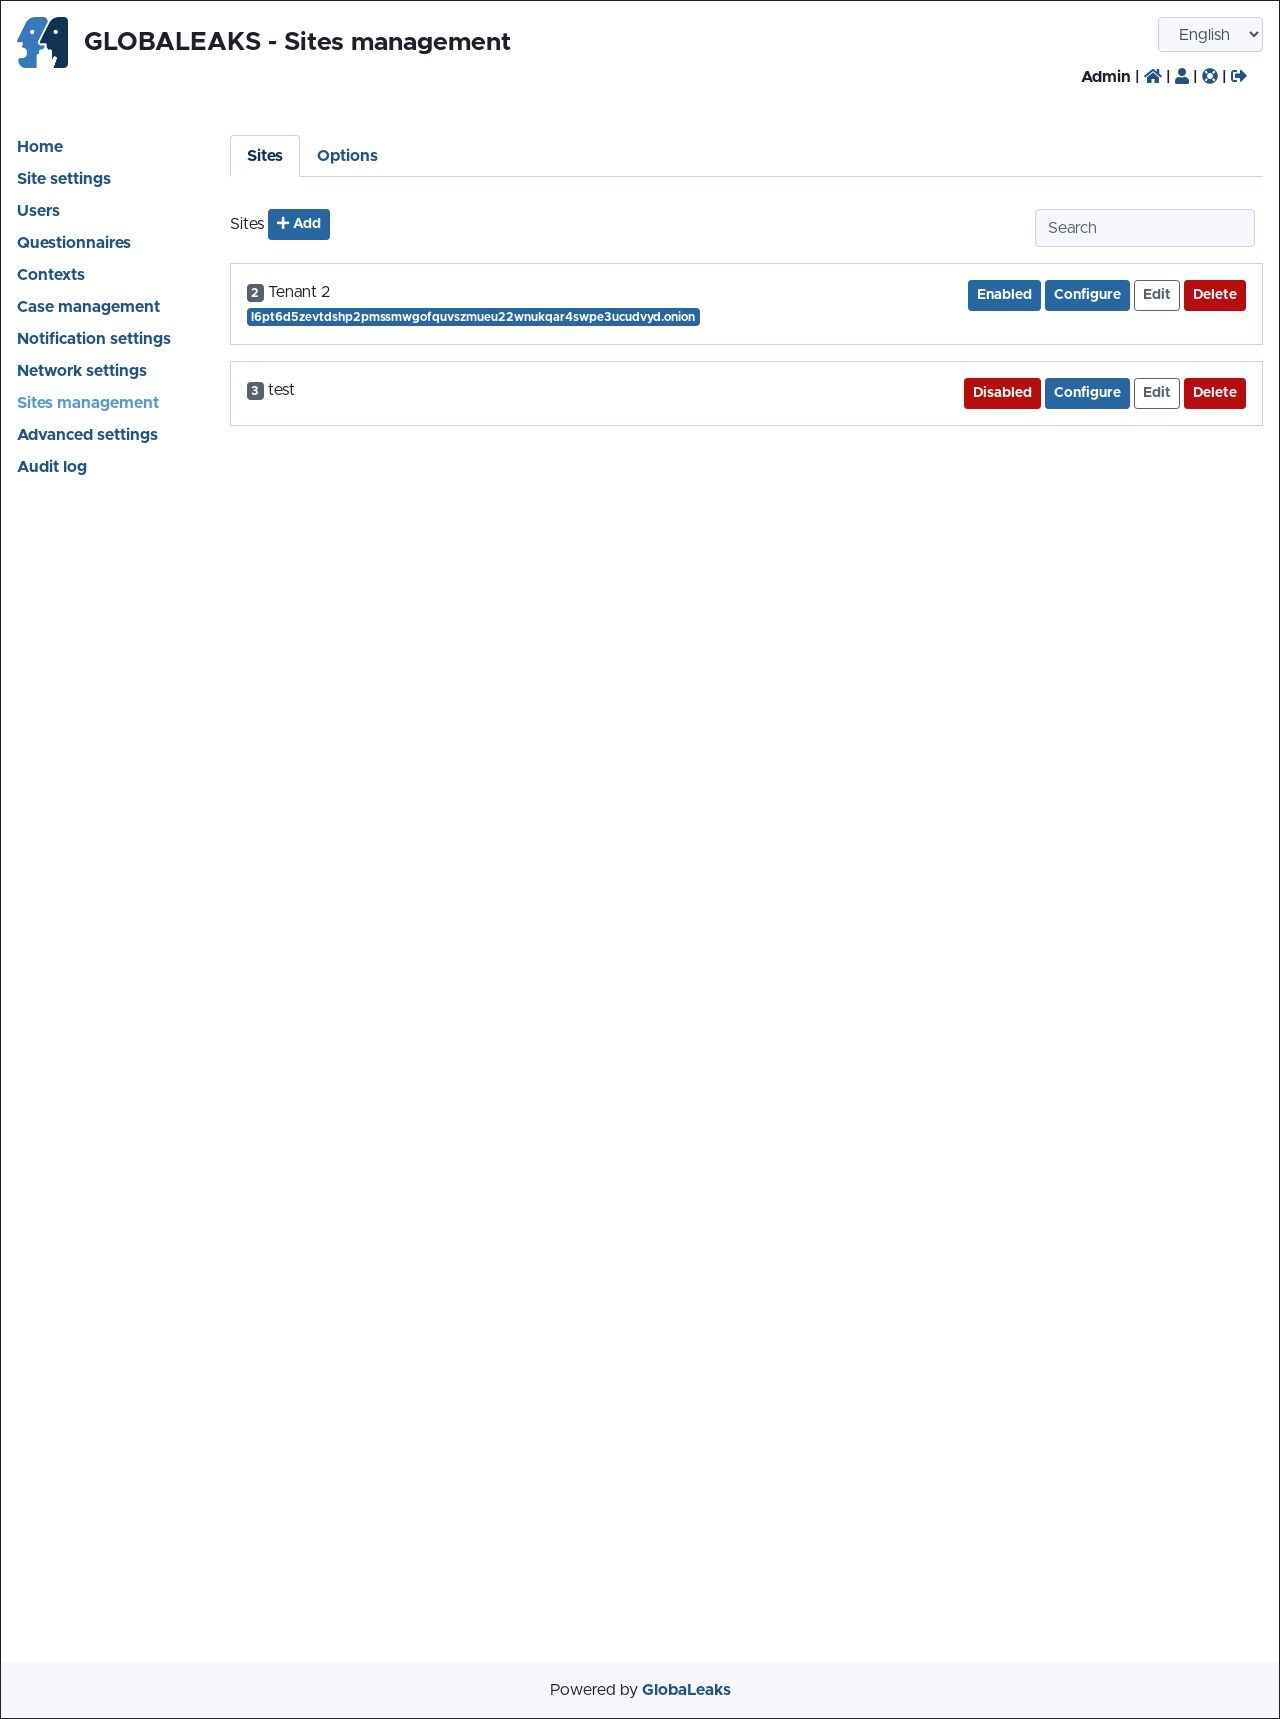 GLOBALEAKS - Sites management
English
Admin | | | |
Home
Site settings
Users
Questionnaires
Contexts
Case management
Notification settings
Network settings
Sites management
Advanced settings
Audit log
Sites Options
Sites Add
Search
2 Tenant 2
l6pt6d5zevtdshp2pmssmwgofquvszmueu22wnukqar4swpe3ucudvyd.onion
Enabled Configure Edit Delete
3 test
Disabled Configure Edit Delete
Powered by GlobaLeaks